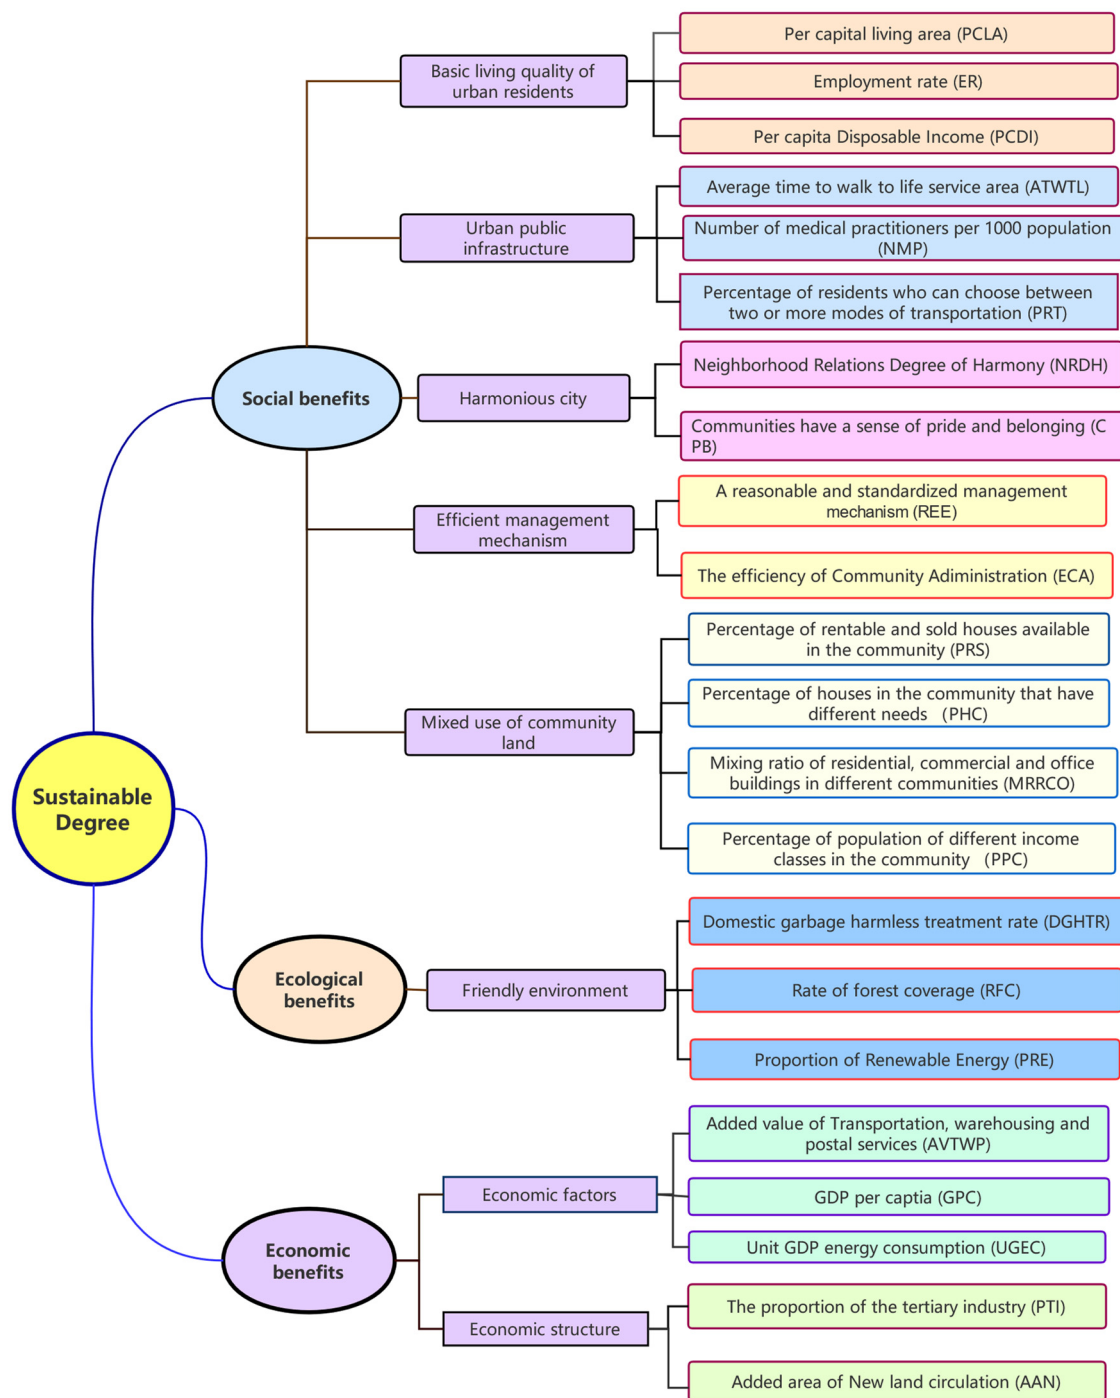 Per capital living area (PCLA)
Basic living quality of
urban residents
Employment rate (ER)
Per capita Disposable Income (PCDI)
Average time to walk to life service area (ATWTL)
Urban public
infrastructure
Number of medical practitioners per 1000 population
(NMP)
Percentage of residents who can choose between
two or more modes of transportation (PRT)
Social benefits
Harmonious city
Neighborhood Relations Degree of Harmony (NRDH)
Communities have a sense of pride and belonging (C
PB)
Efficient management
mechanism
A reasonable and standardized management
mechanism (REE)
The efficiency of Community Adiministration (ECA)
Mixed use of community
land
Percentage of rentable and sold houses available
in the community (PRS)
Percentage of houses in the community that have
different needs (PHC)
Mixing ratio of residential, commercial and office
buildings in different communities (MRRCO)
Percentage of population of different income
classes in the community (PPC)
Sustainable
Degree
Ecological
benefits
Friendly environment
Domestic garbage harmless treatment rate (DGHTR)
Rate of forest coverage (RFC)
Proportion of Renewable Energy (PRE)
Economic
benefits
Economic factors
Added value of Transportation, warehousing and
postal services (AVTWP)
GDP per captia (GPC)
Unit GDP energy consumption (UGEC)
Economic structure
The proportion of the tertiary industry (PTI)
Added area of New land circulation (AAN)